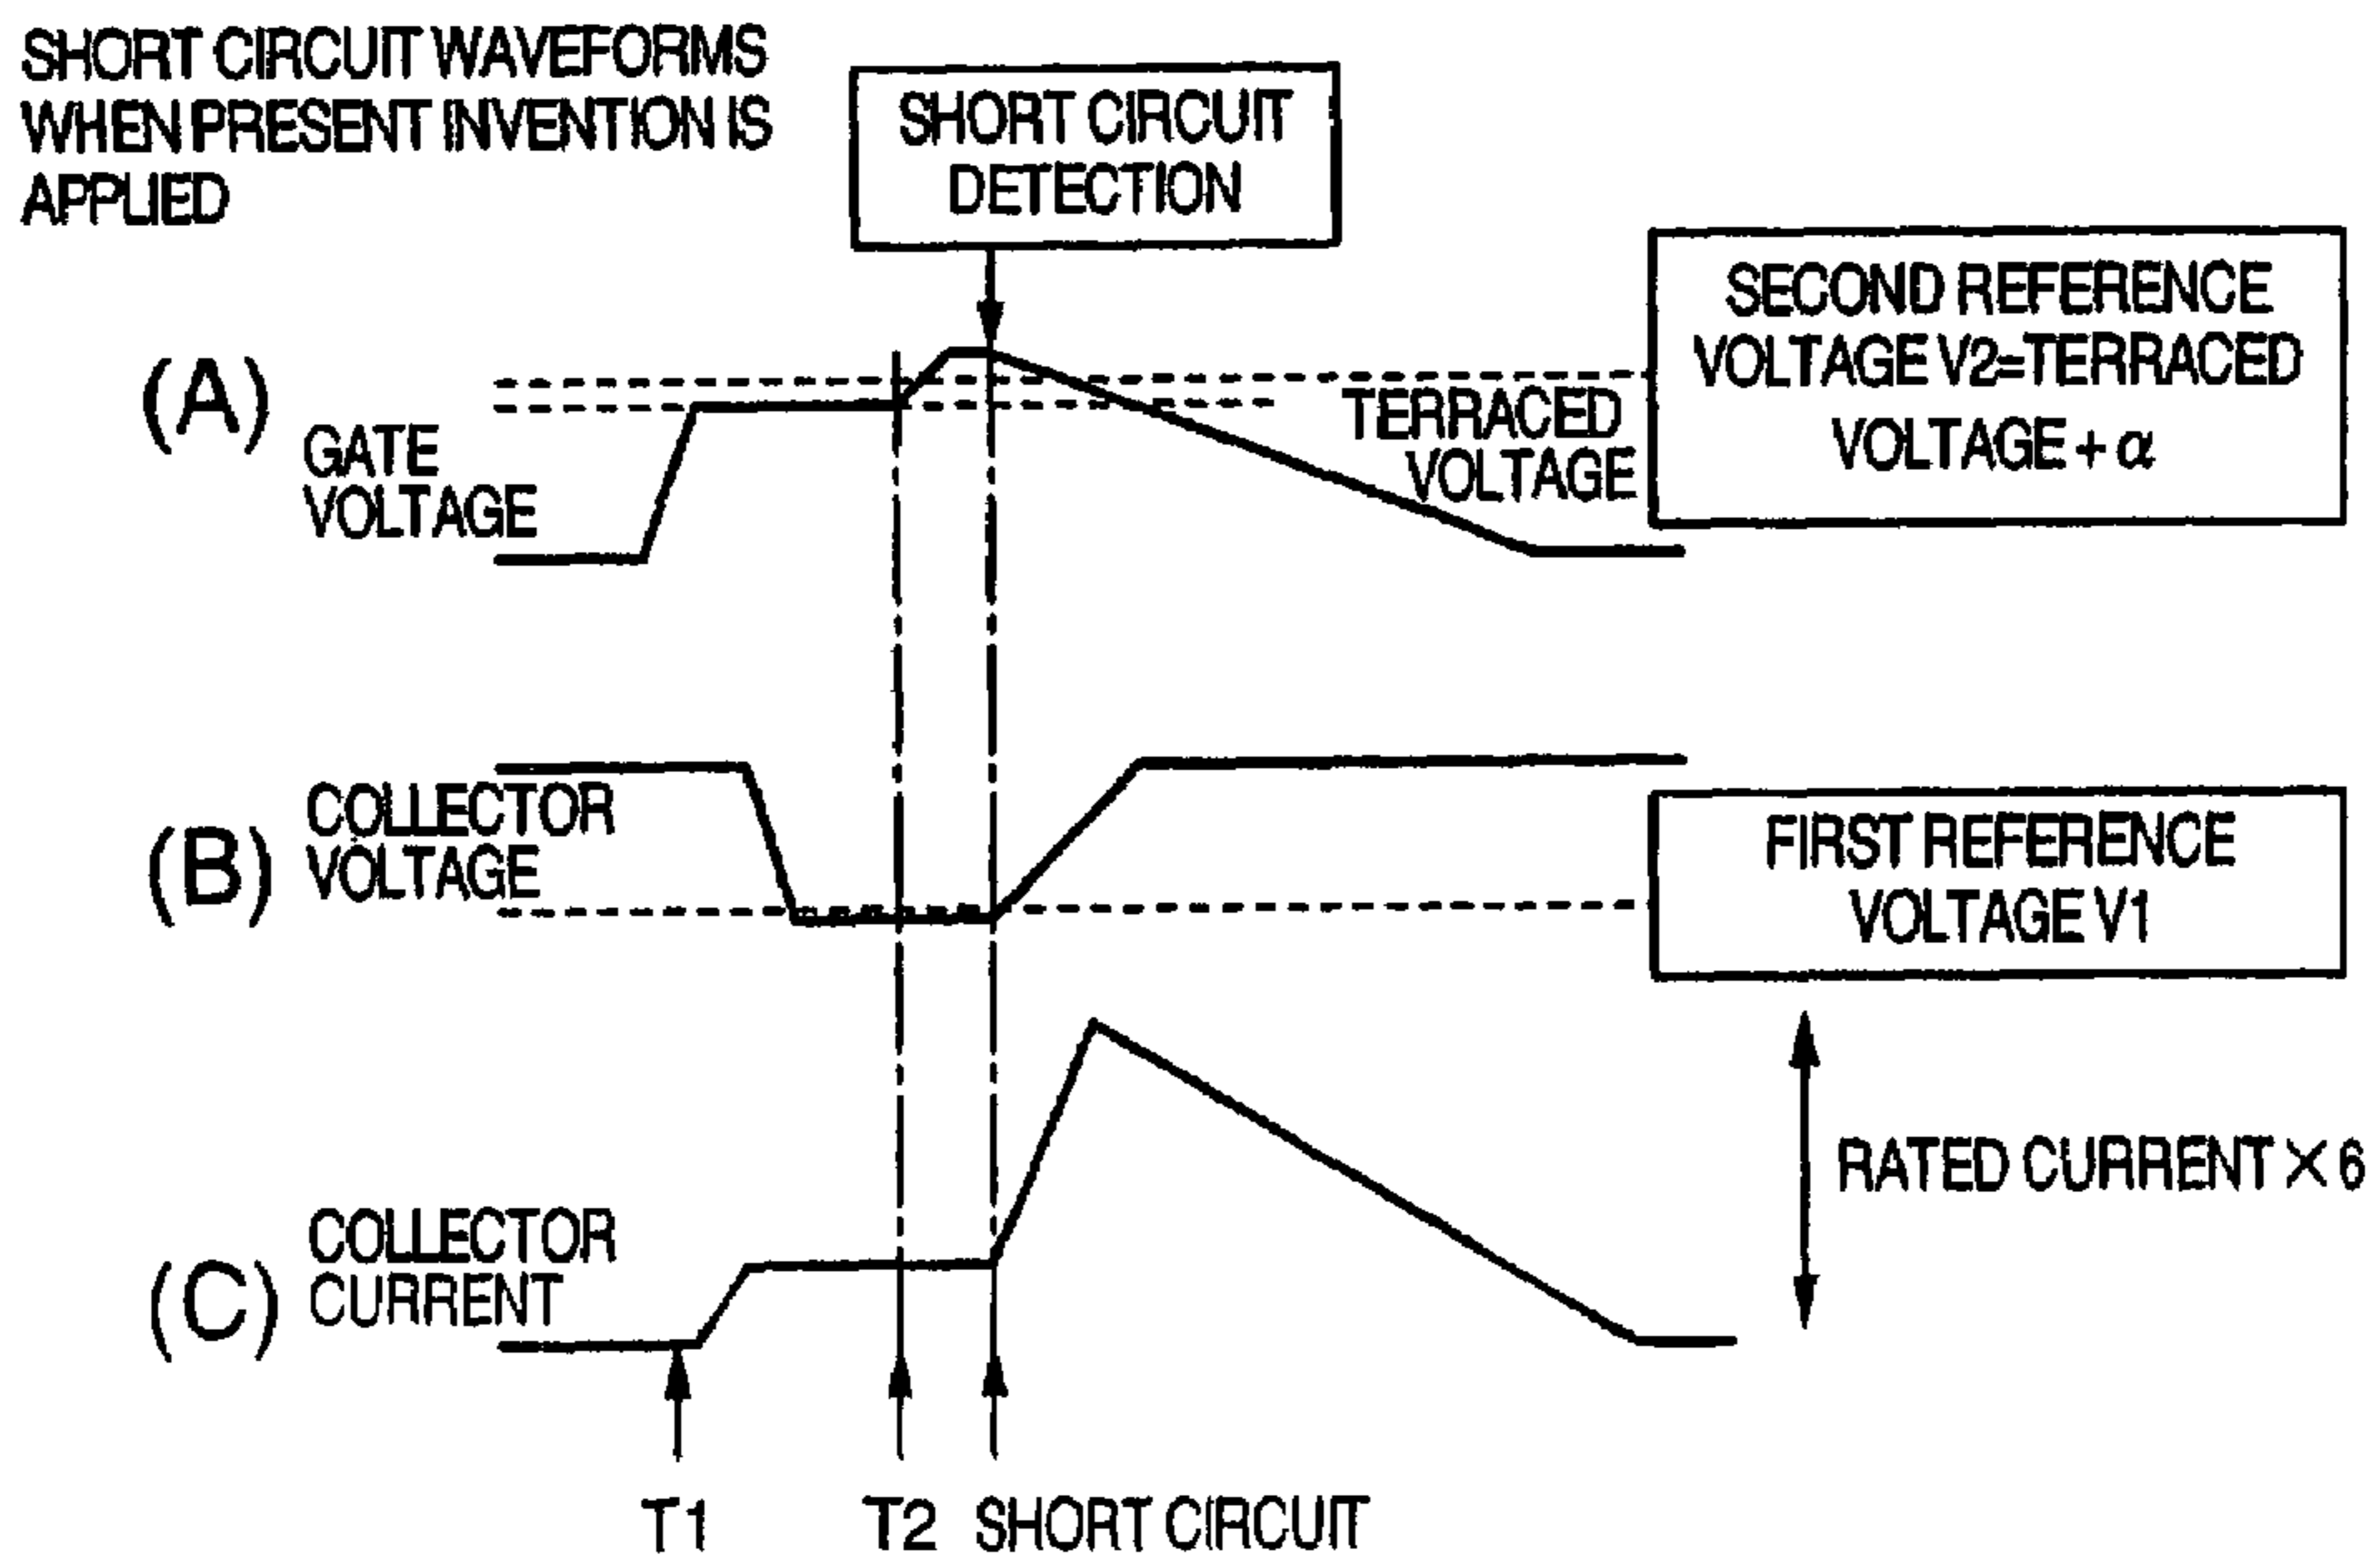 SHORT CIRCUIT WAVEFORMS
WHEN PRESENT INVENTION IS
APPLIED
SHORT CIRCUIT
DETECTION
SECOND REFERENCE
VOLTAGE V2=TERRACED
VOLTAGE + α
(A)
GATE
VOLTAGE
TERRACED
VOLTAGE
(B)
COLLECTOR
VOLTAGE
FIRST REFERENCE
VOLTAGE V1
(C)
COLLECTOR
CURRENT
RATED CURRENT × 6
T1
T2
SHORT CIRCUIT